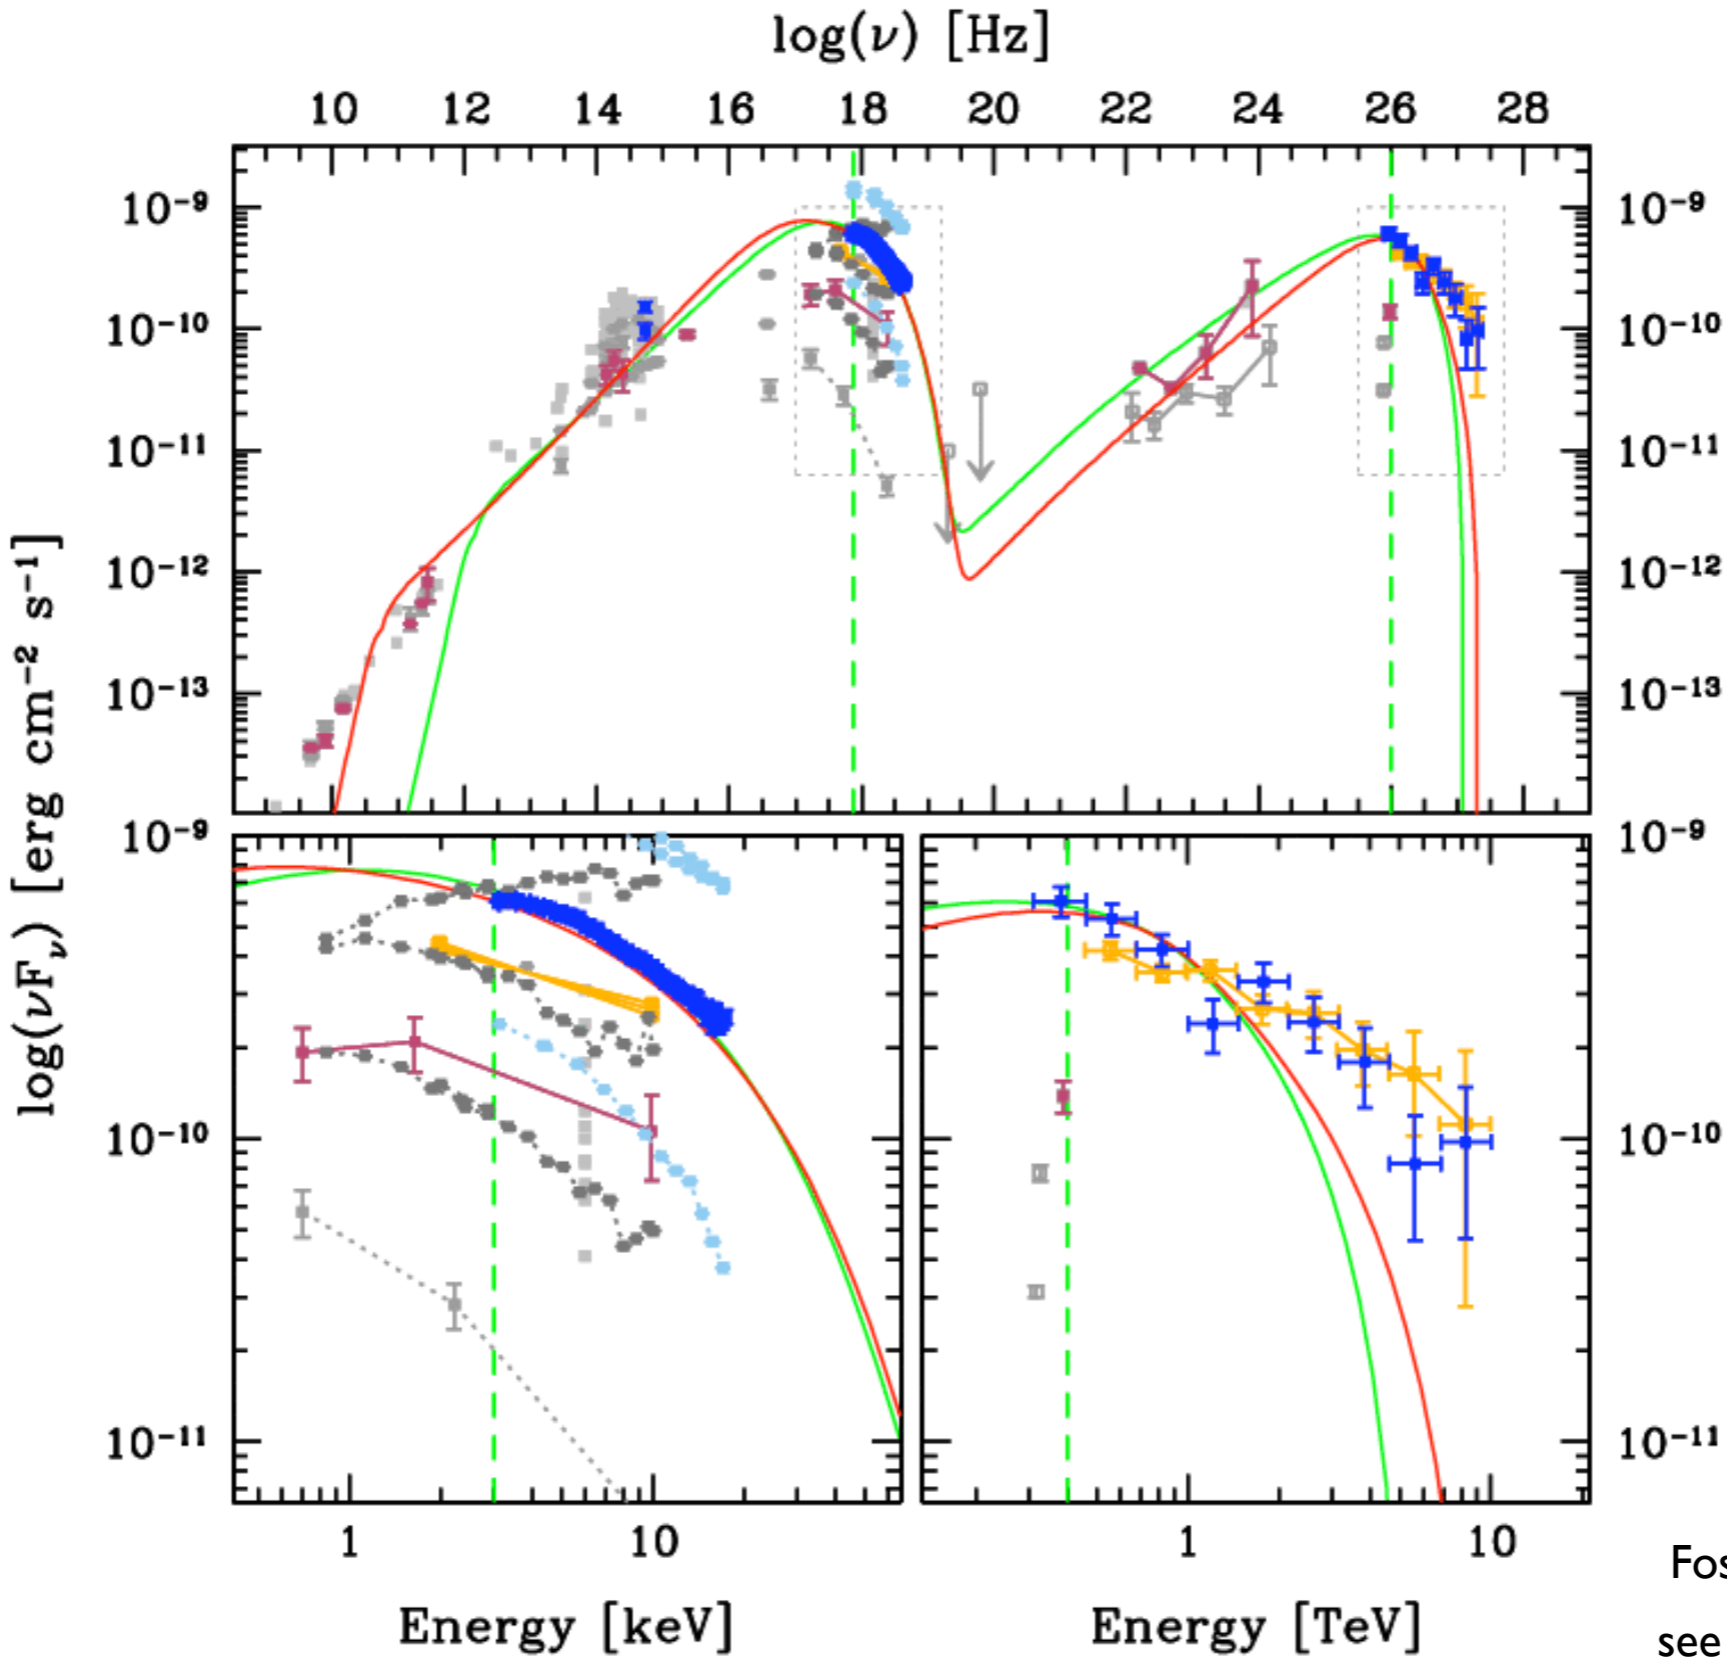 log(ν) [Hz]
10 12 14 16 18 20 22 24 26 28
10⁻⁹ 10⁻⁹
10⁻¹⁰ 10⁻¹⁰
10⁻¹¹ 10⁻¹¹
10⁻¹² 10⁻¹²
10⁻¹³ 10⁻¹³
log(νFν) [erg cm⁻² s⁻¹]
10⁻⁹ 10⁻⁹
10⁻¹⁰ 10⁻¹⁰
10⁻¹¹ 10⁻¹¹
1 10 1 10
Energy [keV] Energy [TeV]
Fos
see